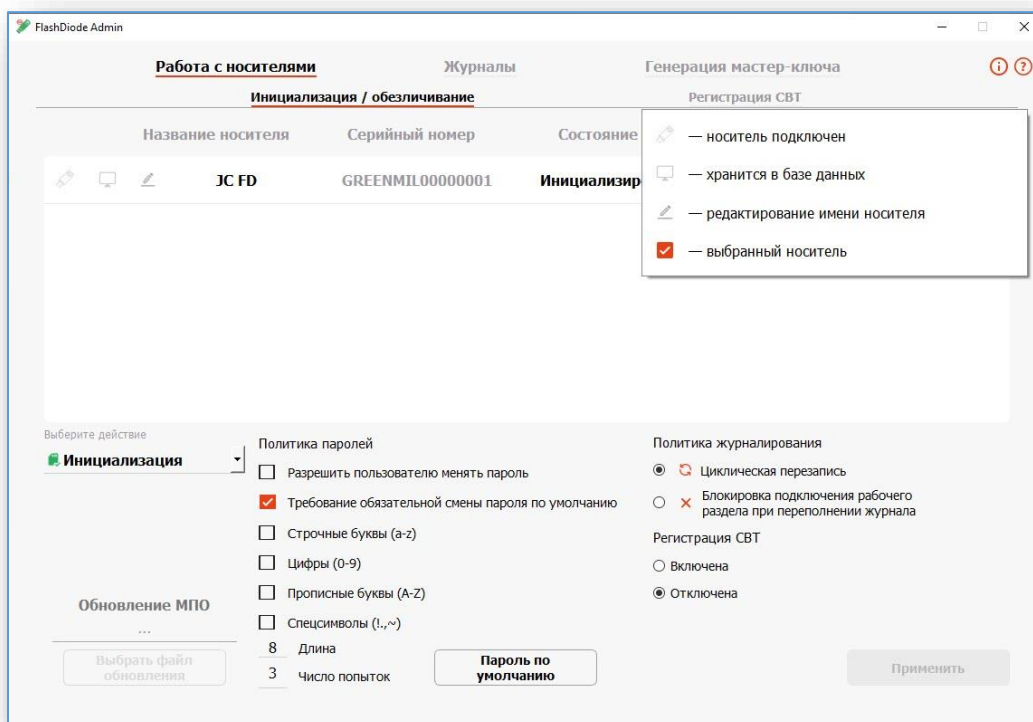 FlashDiode Admin
Работа с носителями
Журналы
Генерация мастер-ключа
Инициализация / обезличивание
Регистрация СВТ
Название носителя
Серийный номер
Состояние
— носитель подключен
— хранится в базе данных
— редактирование имени носителя
— выбранный носитель
JC FD
GREENMIL00000001
Инициализиро
Выберите действие
Инициализация
Политика паролей
Разрешить пользователю менять пароль
Требование обязательной смены пароля по умолчанию
Строчные буквы (a-z)
Цифры (0-9)
Прописные буквы (A-Z)
Спецсимволы (!.,~)
8 Длина
3 Число попыток
Пароль по
умолчанию
Политика журналирования
Циклическая перезапись
Блокировка подключения рабочего
раздела при переполнении журнала
Регистрация СВТ
Включена
Отключена
Обновление МПО
...
Выбрать файл
обновления
Применить